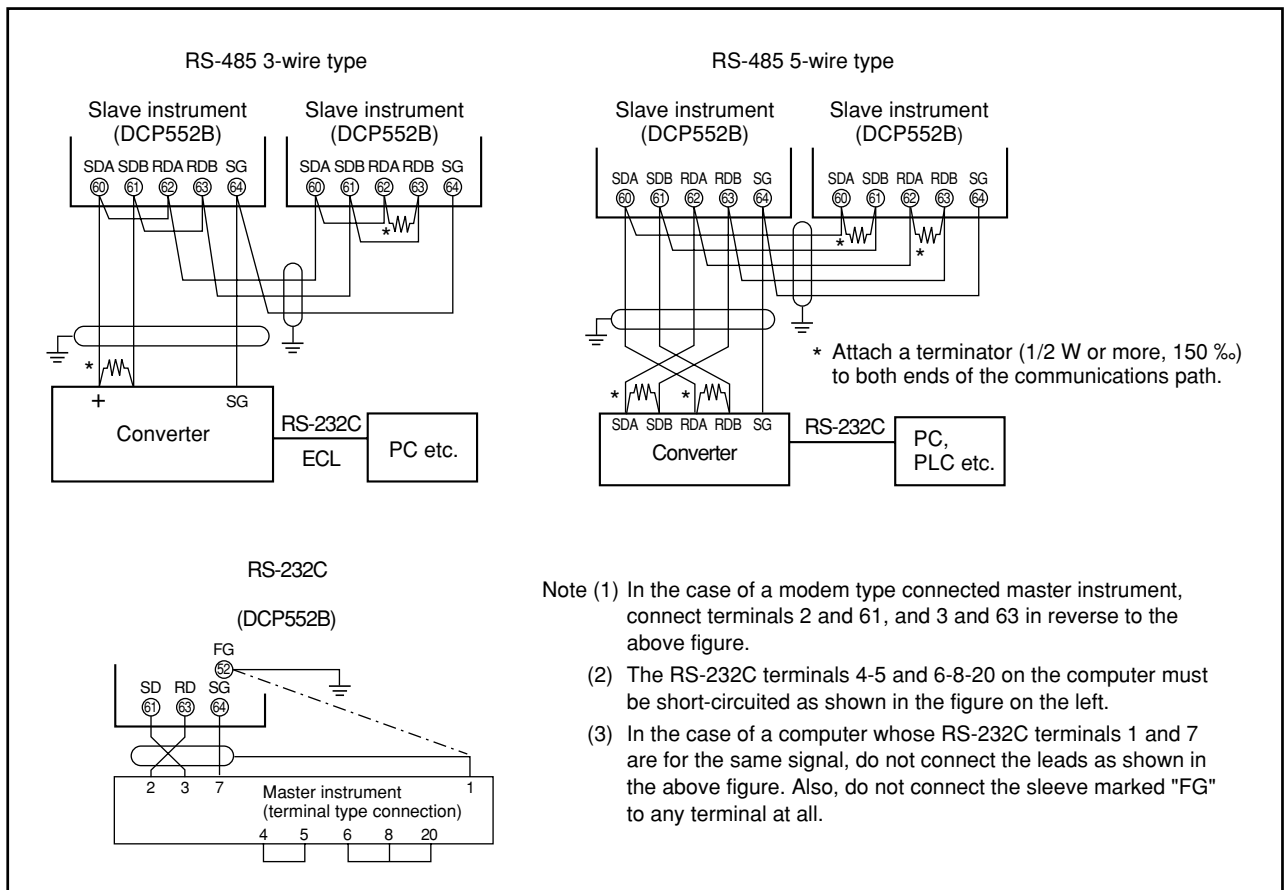 RS-485 3-wire type
Slave instrument
(DCP552B)
SDA SDB RDA RDB SG
60 61 62 63 64
Slave instrument
(DCP552B)
SDA SDB RDA RDB SG
60 61 62 63 64
*
*
+
SG
Converter
RS-232C
ECL
PC etc.
RS-485 5-wire type
Slave instrument
(DCP552B)
SDA SDB RDA RDB SG
60 61 62 63 64
Slave instrument
(DCP552B)
SDA SDB RDA RDB SG
60 61 62 63 64
*
*
* Attach a terminator (1/2 W or more, 150 ‰)
to both ends of the communications path.
* *
SDA SDB RDA RDB SG
Converter
RS-232C
PC,
PLC etc.
RS-232C
(DCP552B)
FG
52
SD RD SG
61 63 64
2 3 7 1
Master instrument
(terminal type connection)
4 5 6 8 20
Note (1) In the case of a modem type connected master instrument,
connect terminals 2 and 61, and 3 and 63 in reverse to the
above figure.
(2) The RS-232C terminals 4-5 and 6-8-20 on the computer must
be short-circuited as shown in the figure on the left.
(3) In the case of a computer whose RS-232C terminals 1 and 7
are for the same signal, do not connect the leads as shown in
the above figure. Also, do not connect the sleeve marked "FG"
to any terminal at all.